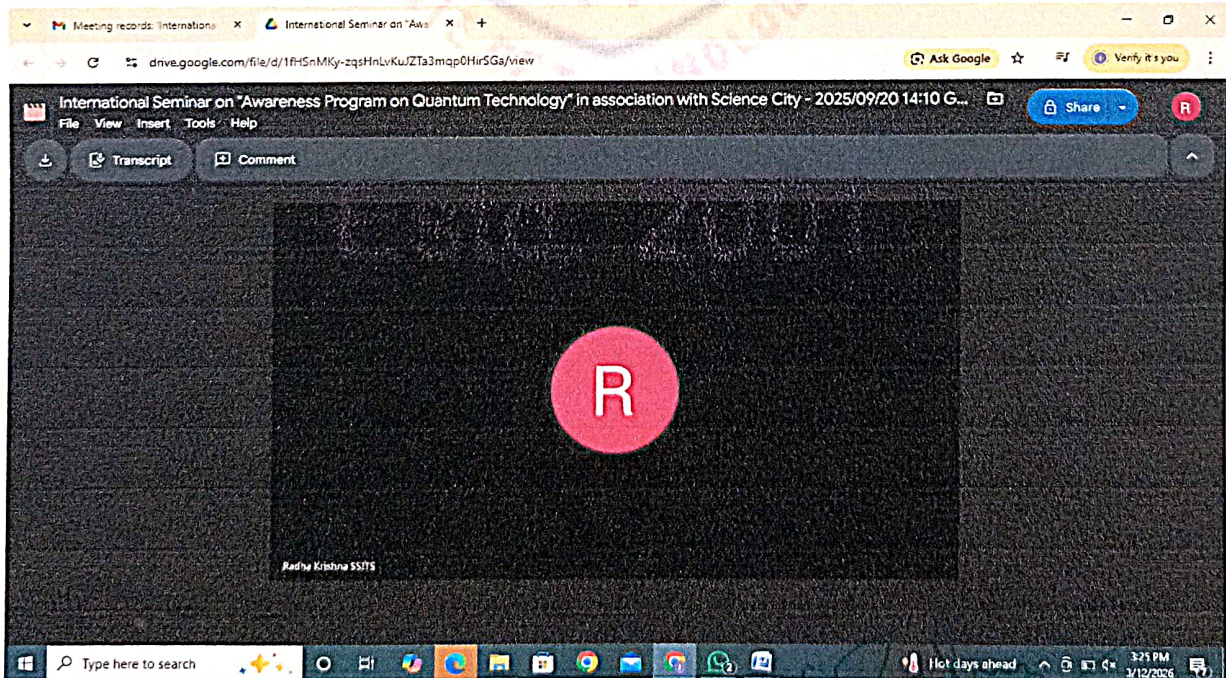 Meeting records: "Internationa
International Seminar on "Awa
drive.google.com/file/d/1fHSnMKy-zqsHnLvKuJZTa3mqp0HirSGa/view
Ask Google
Verify it's you
International Seminar on "Awareness Program on Quantum Technology" in association with Science City - 2025/09/20 14:10 G...
Share
R
File View Insert Tools Help
Transcript
Comment
R
Radha Krishna SSITS
Type here to search
Hot days ahead
3:25 PM
3/12/2026